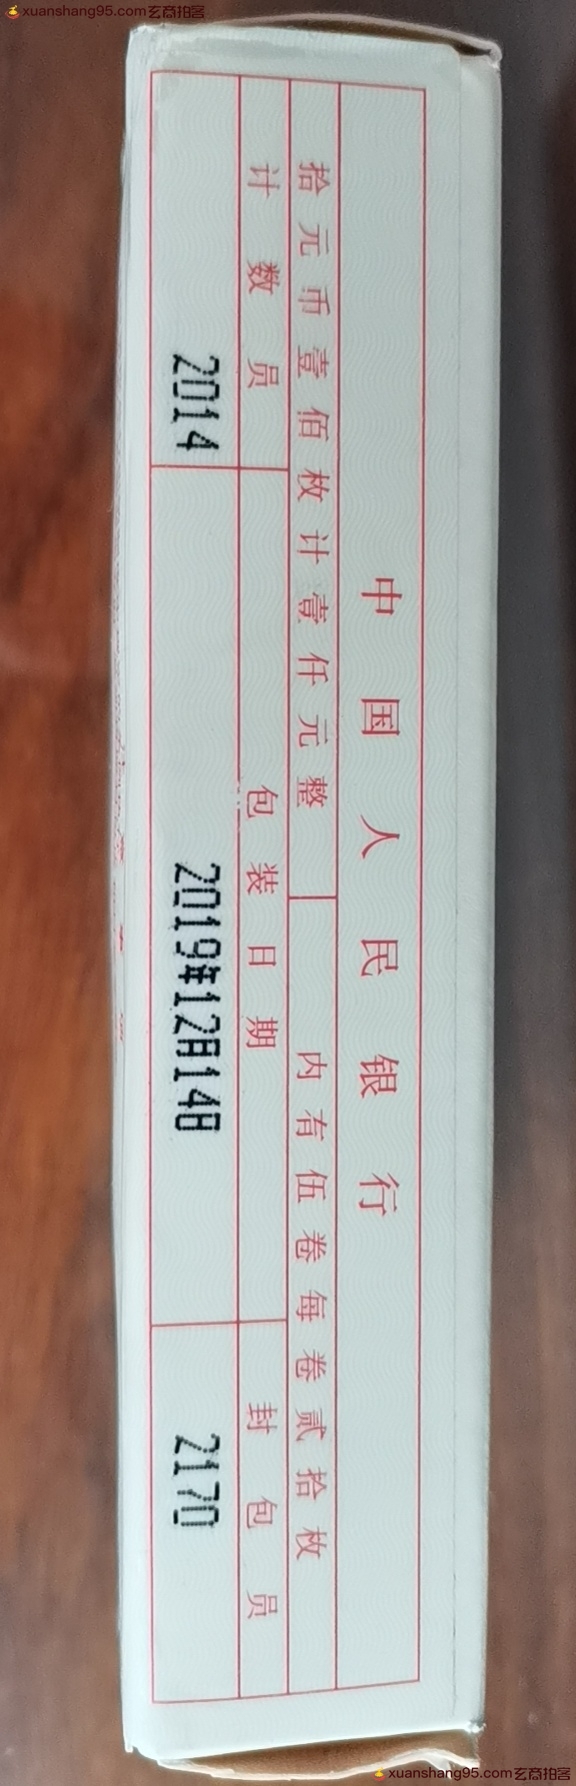 xuanshang95.com玄商拍客
中国人民银行
拾元币壹佰枚计壹仟元整 内有伍卷每卷贰拾枚
计数员 包装日期 封包员
2014 2019年12月14日 2170
xuanshang95.com玄商拍客